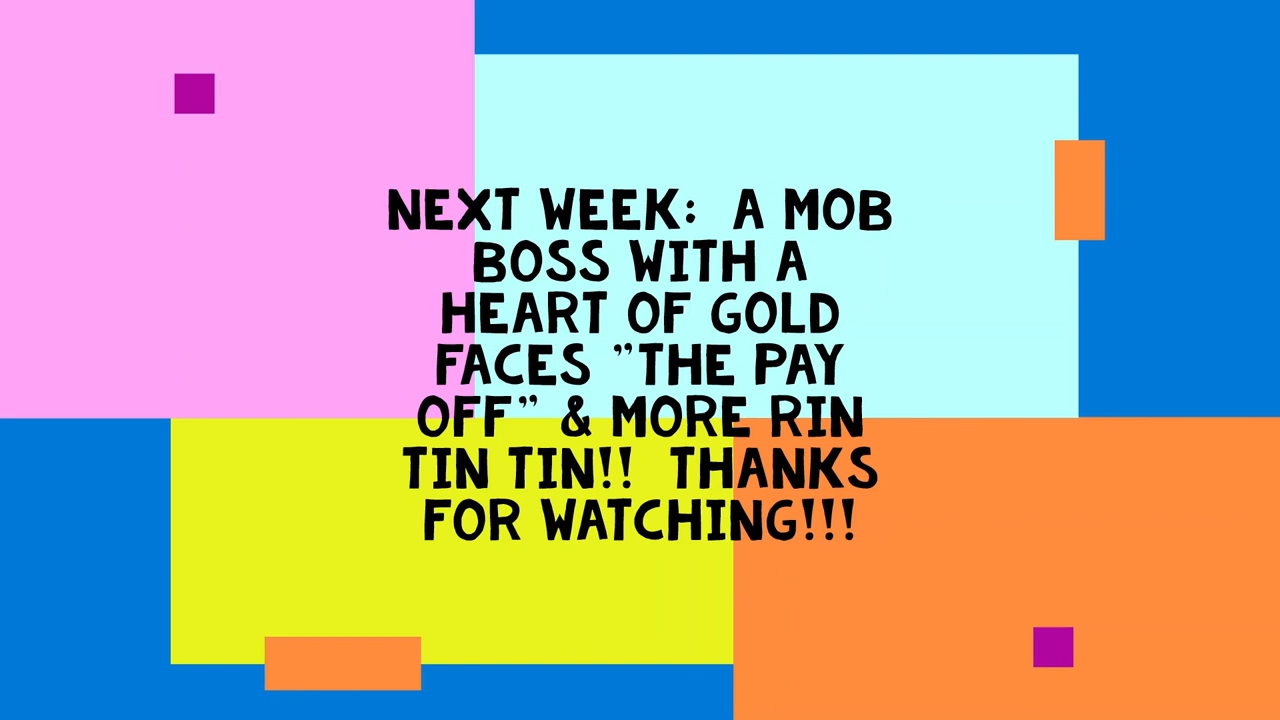 NEXT WEEK:  A MOB
BOSS WITH A
HEART OF GOLD
FACES "THE PAY
OFF" & MORE RIN
TIN TIN!!  THANKS
FOR WATCHING!!!